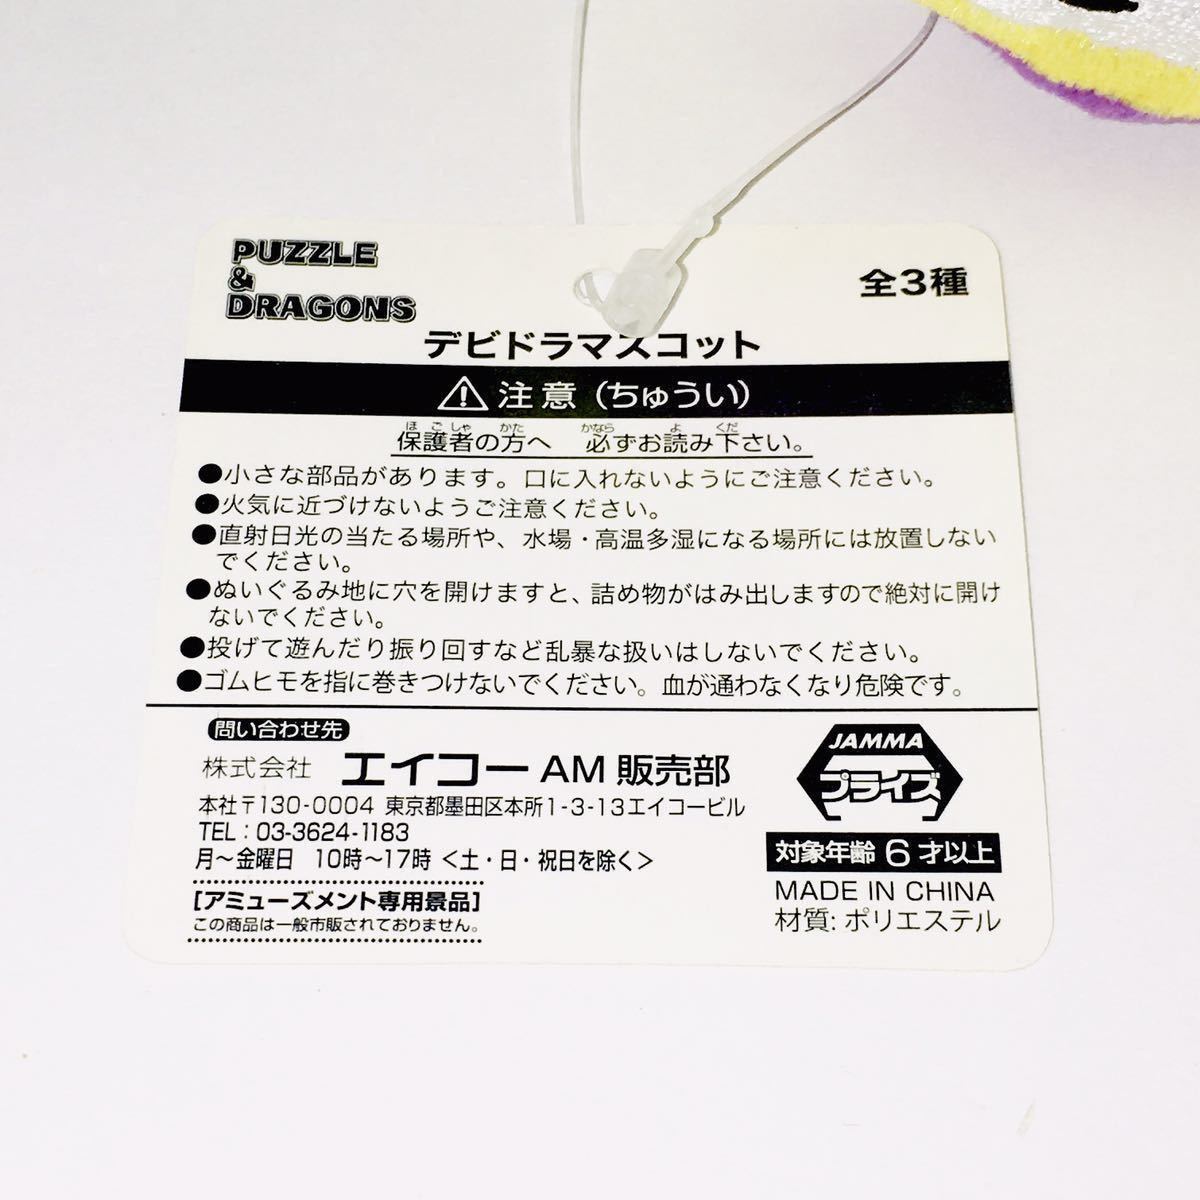 PUZZLE
&
DRAGONS
全3種
デビドラマスコット
注意（ちゅうい）
ほごしゃ かた かなら よ くだ
保護者の方へ 必ずお読み下さい。
●小さな部品があります。口に入れないようにご注意ください。
●火気に近づけないようご注意ください。
●直射日光の当たる場所や、水場・高温多湿になる場所には放置しない
でください。
●ぬいぐるみ地に穴を開けますと、詰め物がはみ出しますので絶対に開け
ないでください。
●投げて遊んだり振り回すなど乱暴な扱いはしないでください。
●ゴムヒモを指に巻きつけないでください。血が通わなくなり危険です。
問い合わせ先
株式会社 エイコー AM 販売部
本社〒130-0004 東京都墨田区本所1-3-13エイコービル
TEL：03-3624-1183
月～金曜日 10時～17時 ＜土・日・祝日を除く＞
[アミューズメント専用景品]
この商品は一般市販されておりません。
JAMMA
プライズ
対象年齢 6 才以上
MADE IN CHINA
材質: ポリエステル